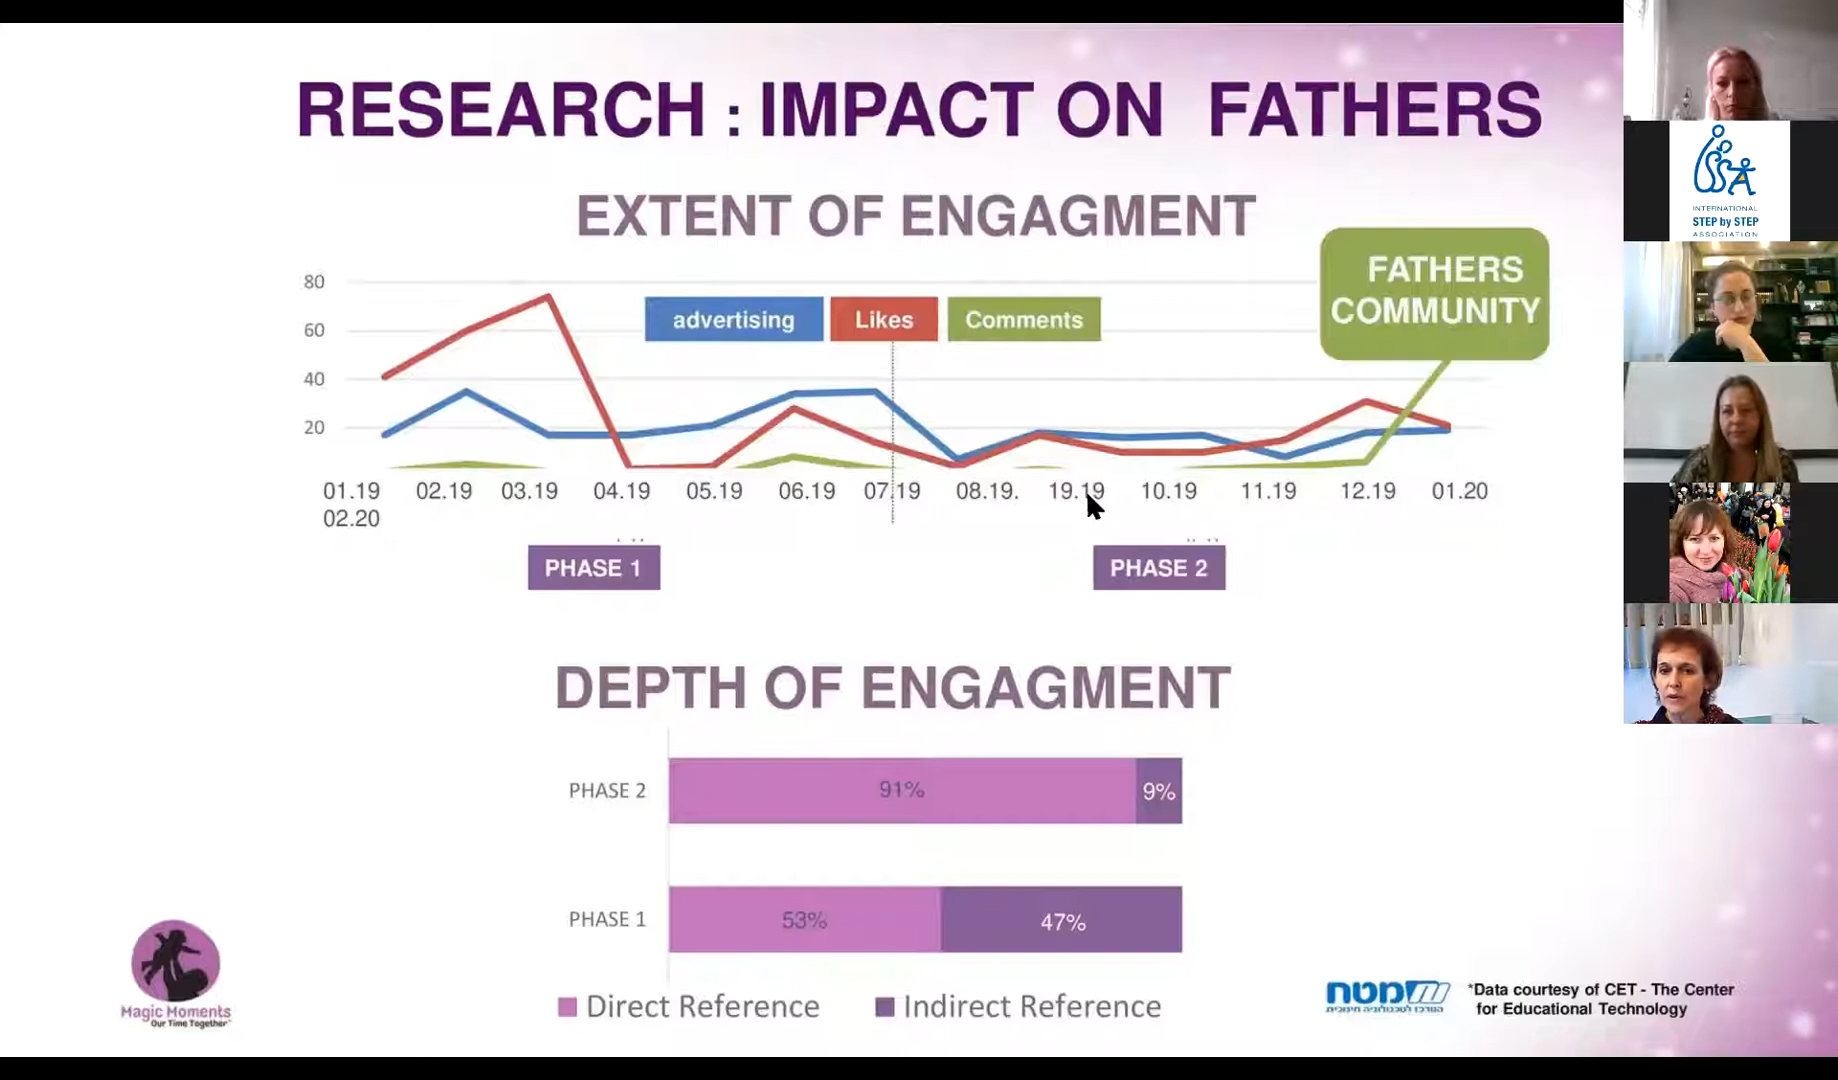 RESEARCH : IMPACT ON FATHERS
EXTENT OF ENGAGMENT
FATHERS
COMMUNITY
advertising
Likes
Comments
80
60
40
20
01.19 02.19 03.19 04.19 05.19 06.19 07.19 08.19. 19.19 10.19 11.19 12.19 01.20
02.20
PHASE 1
PHASE 2
DEPTH OF ENGAGMENT
PHASE 2
91%
9%
PHASE 1
53%
47%
Direct Reference
Indirect Reference
Magic Moments
Our Time Together
מטח
המרכז לטכנולוגיה חינוכית
*Data courtesy of CET - The Center
for Educational Technology
INTERNATIONAL
STEP by STEP
ASSOCIATION